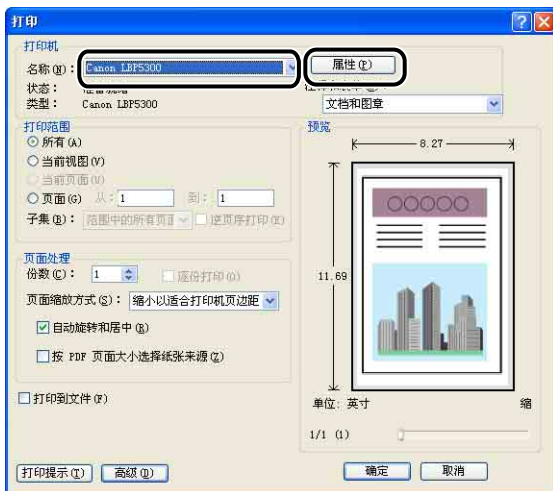 打印
打印机
名称(N)： Canon LBP5300 属性(P)
状态：
类型： Canon LBP5300 文档和图章
打印范围
所有(A)
当前视图(V)
当前页面(U)
页面(G) 从：1 到：1
子集(B)： 范围中的所有页面 逆页序打印(E)
页面处理
份数(C)： 1 逐份打印(O)
页面缩放方式(S)： 缩小以适合打印机页边距
自动旋转和居中(R)
按 PDF 页面大小选择纸张来源(Z)
打印到文件(F)
预览
8.27
11.69
单位: 英寸 缩
1/1 (1)
打印提示(T) 高级(D) 确定 取消